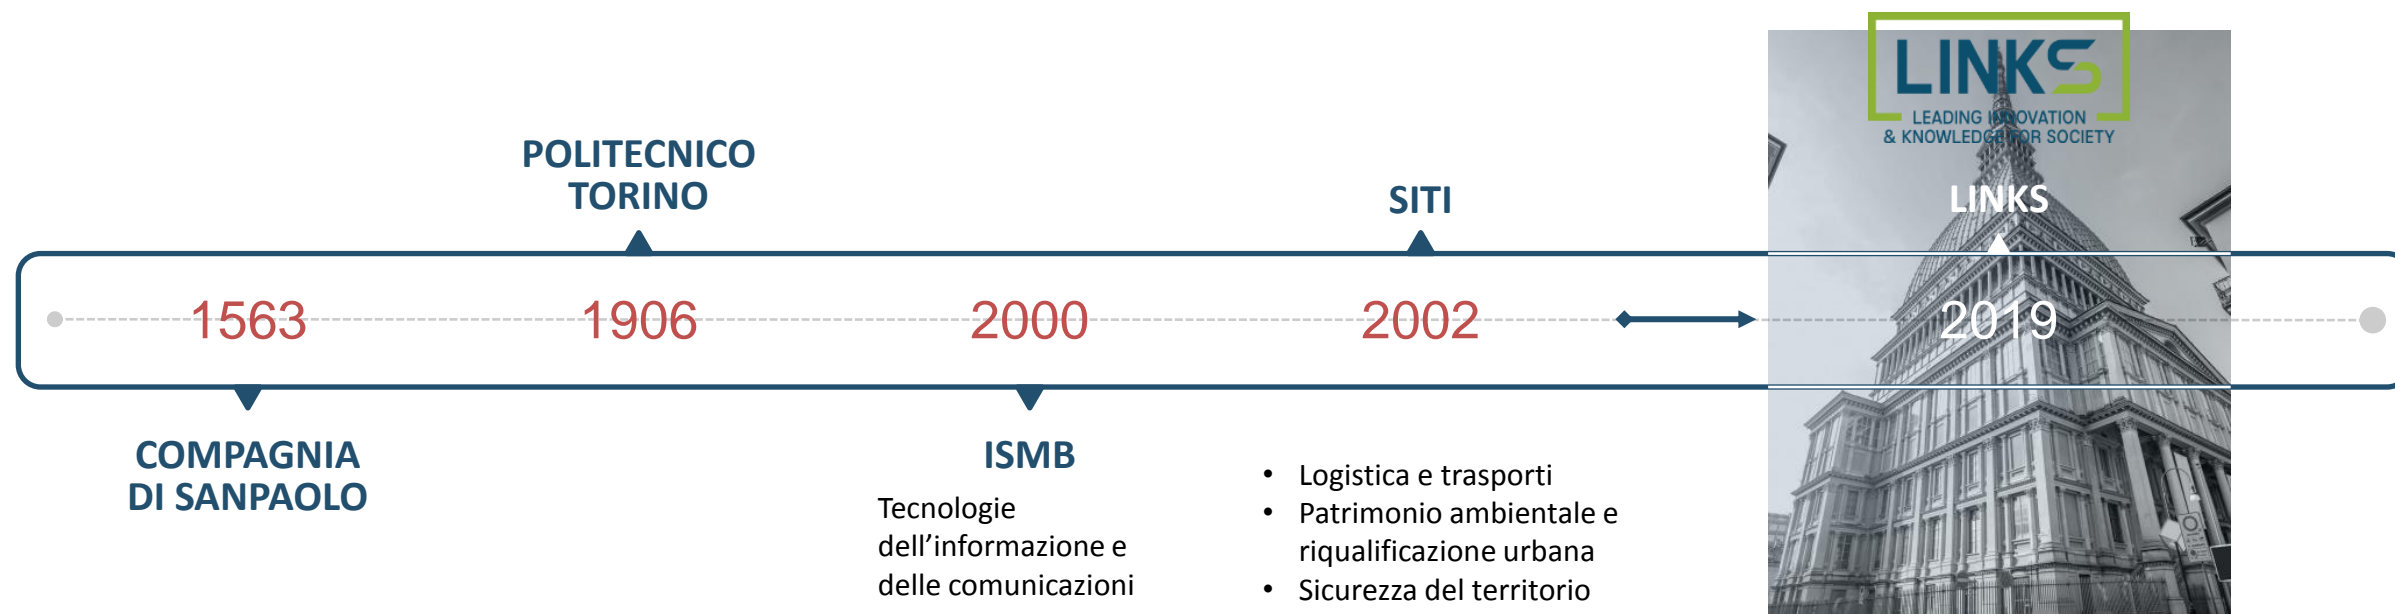 LINKS
LEADING INNOVATION
& KNOWLEDGE FOR SOCIETY
POLITECNICO
TORINO
SITI
LINKS
1563
1906
2000
2002
2019
COMPAGNIA
DI SANPAOLO
ISMB
Tecnologie
dell’informazione e
delle comunicazioni
• Logistica e trasporti
• Patrimonio ambientale e
riqualificazione urbana
• Sicurezza del territorio